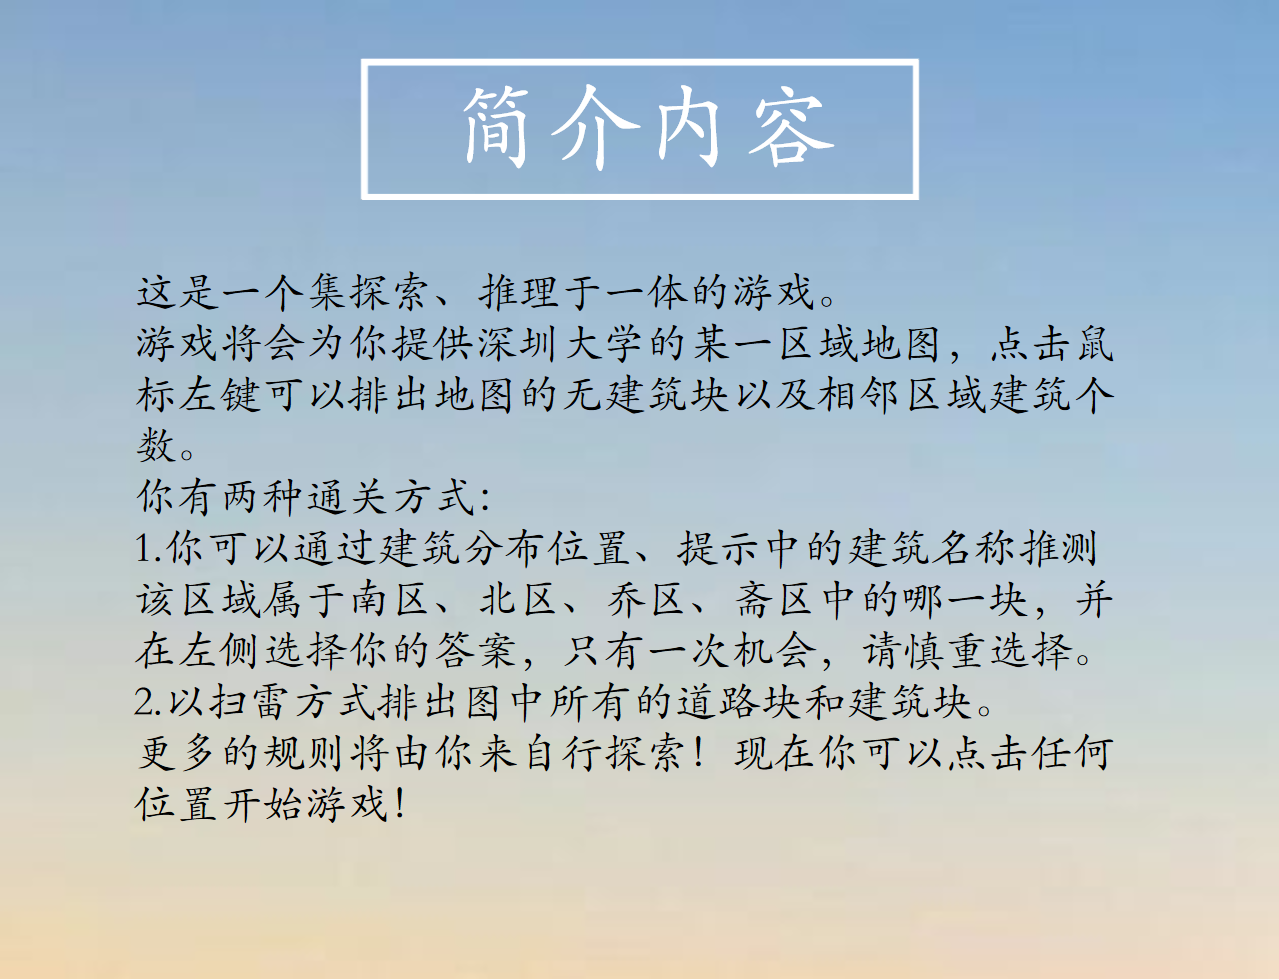 简介内容
这是一个集探索、推理于一体的游戏。
游戏将会为你提供深圳大学的某一区域地图，点击鼠
标左键可以排出地图的无建筑块以及相邻区域建筑个
数。
你有两种通关方式：
1.你可以通过建筑分布位置、提示中的建筑名称推测
该区域属于南区、北区、乔区、斋区中的哪一块，并
在左侧选择你的答案，只有一次机会，请慎重选择。
2.以扫雷方式排出图中所有的道路块和建筑块。
更多的规则将由你来自行探索！现在你可以点击任何
位置开始游戏！